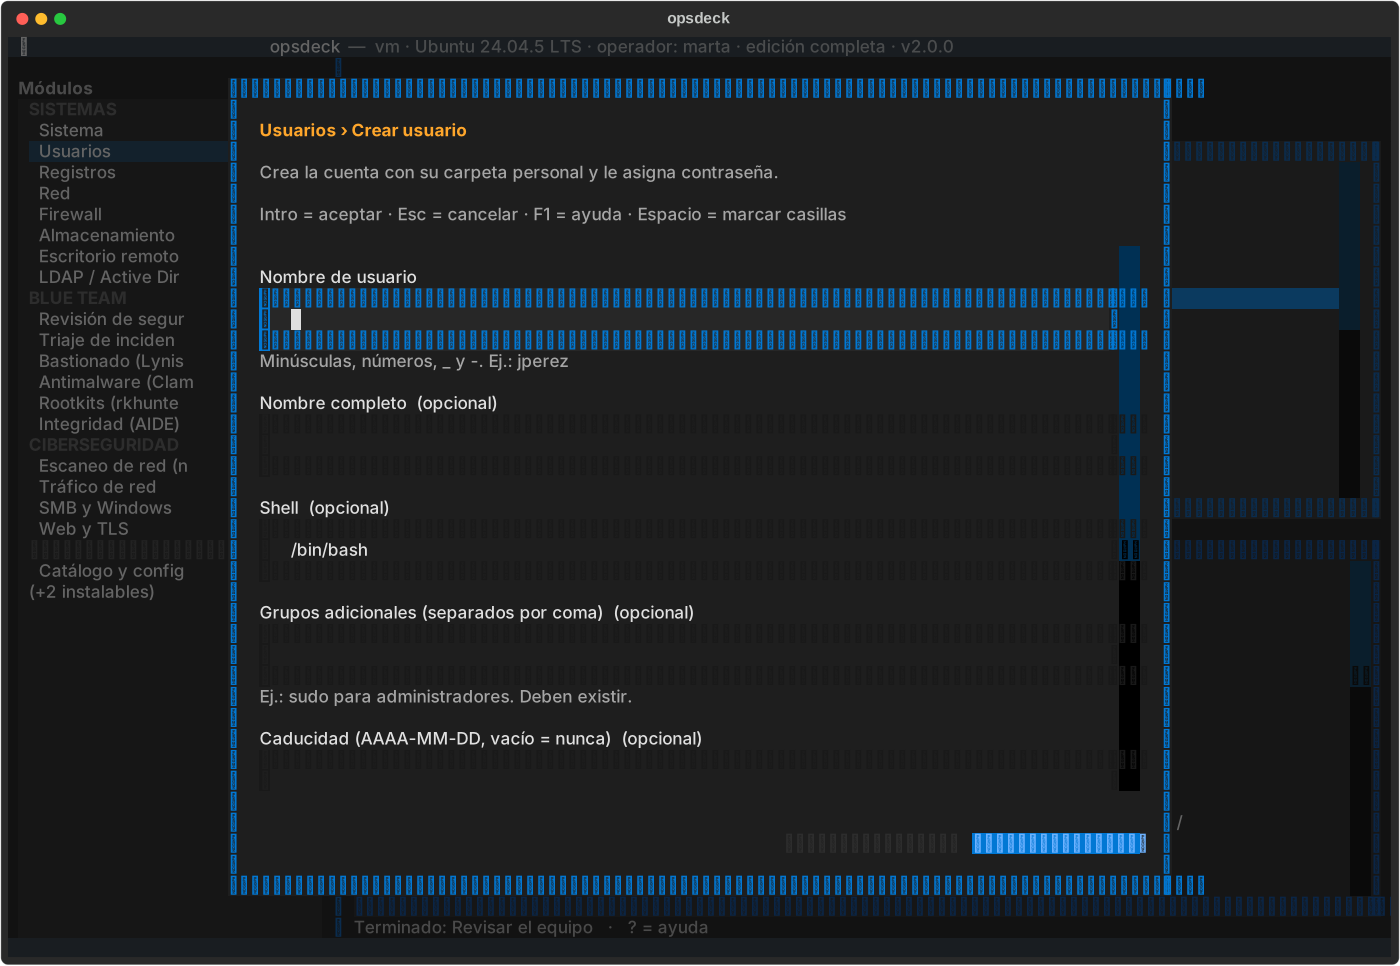 opsdeck
opsdeck — vm · Ubuntu 24.04.5 LTS · operador: marta · edición completa · v2.0.0
Módulos
SISTEMAS
Sistema
Usuarios
Registros
Red
Firewall
Almacenamiento
Escritorio remoto
LDAP / Active Dir
BLUE TEAM
Revisión de segur
Triaje de inciden
Bastionado (Lynis
Antimalware (Clam
Rootkits (rkhunte
Integridad (AIDE)
CIBERSEGURIDAD
Escaneo de red (n
Tráfico de red
SMB y Windows
Web y TLS
Catálogo y config
(+2 instalables)
Usuarios › Crear usuario
Crea la cuenta con su carpeta personal y le asigna contraseña.
Intro = aceptar · Esc = cancelar · F1 = ayuda · Espacio = marcar casillas
Nombre de usuario
Minúsculas, números, _ y -. Ej.: jperez
Nombre completo (opcional)
Shell (opcional)
/bin/bash
Grupos adicionales (separados por coma) (opcional)
Ej.: sudo para administradores. Deben existir.
Caducidad (AAAA-MM-DD, vacío = nunca) (opcional)
/
Terminado: Revisar el equipo · ? = ayuda